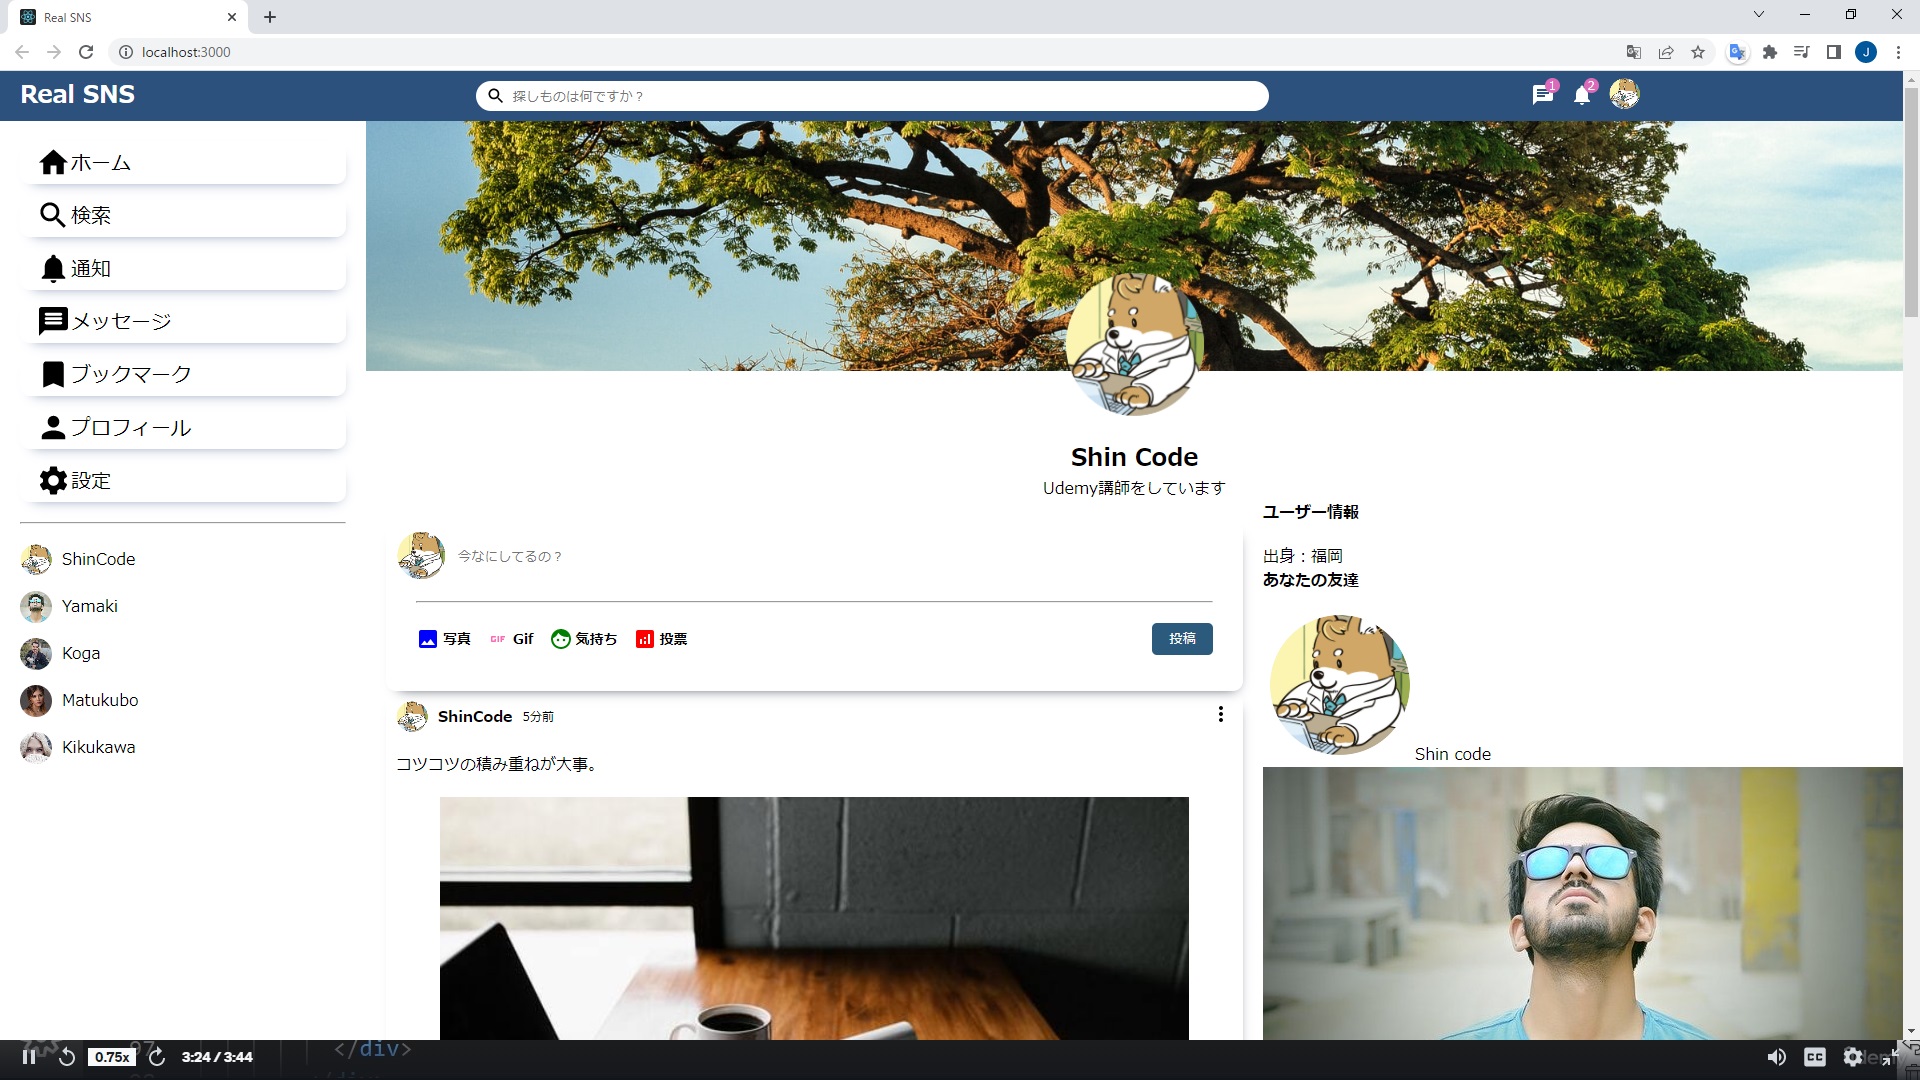 Real SNS
localhost:3000
J
Real SNS
探しものは何ですか？
1
2
ホーム
検索
通知
メッセージ
ブックマーク
プロフィール
設定
ShinCode
Yamaki
Koga
Matukubo
Kikukawa
Shin Code
Udemy講師をしています
今なにしてるの？
写真
GIF Gif
気持ち
投票
投稿
ShinCode 5分前
コツコツの積み重ねが大事。
ユーザー情報
出身：福岡
あなたの友達
Shin code
97 </div>
0.75x
3:24 / 3:44
CC